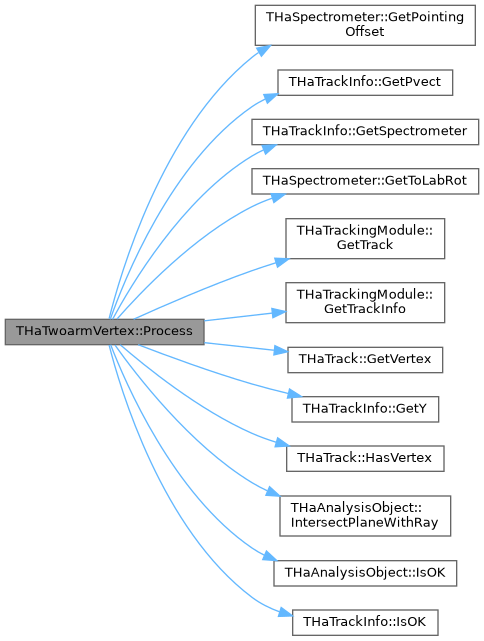 THaSpectrometer::GetPointing
Offset
THaTrackInfo::GetPvect
THaTrackInfo::GetSpectrometer
THaSpectrometer::GetToLabRot
THaTrackingModule::
GetTrack
THaTrackingModule::
GetTrackInfo
THaTwoarmVertex::Process
THaTrack::GetVertex
THaTrackInfo::GetY
THaTrack::HasVertex
THaAnalysisObject::
IntersectPlaneWithRay
THaAnalysisObject::IsOK
THaTrackInfo::IsOK